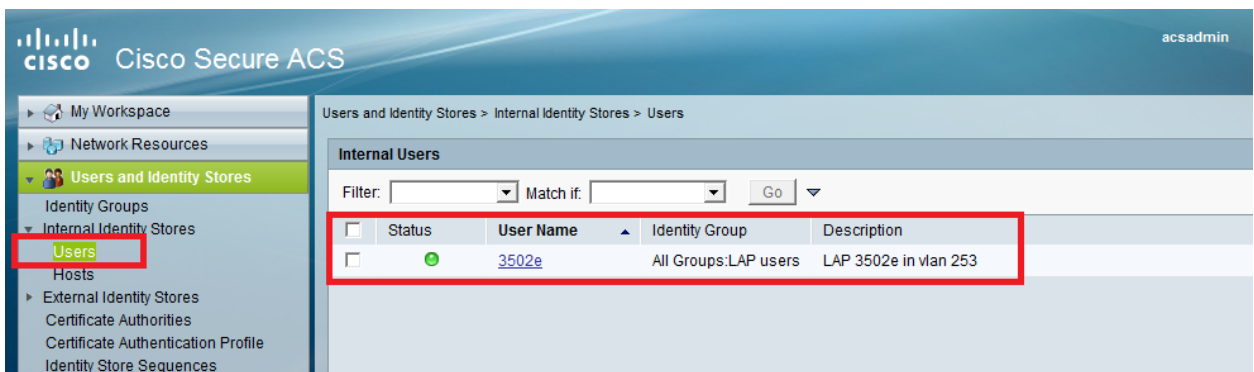 acsadmin
CISCO Cisco Secure ACS
My Workspace
Network Resources
Users and Identity Stores
Identity Groups
Internal Identity Stores
Users
Hosts
External Identity Stores
Certificate Authorities
Certificate Authentication Profile
Identity Store Sequences
Users and Identity Stores > Internal Identity Stores > Users
Internal Users
Filter: Match if: Go
Status User Name Identity Group Description
3502e All Groups:LAP users LAP 3502e in vlan 253